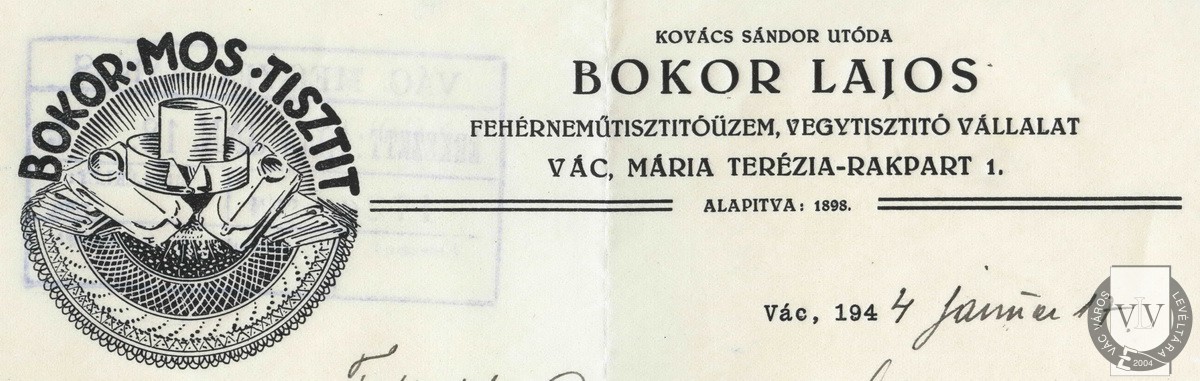 BOKOR·MOS·TISZTIT
KOVÁCS SÁNDOR UTÓDA
BOKOR LAJOS
FEHÉRNEMŰTISZTITÓÜZEM, VEGYTISZTITÓ VÁLLALAT
VÁC, MÁRIA TERÉZIA-RAKPART 1.
ALAPITVA: 1898.
Vác, 1944 január
VÁC VÁROS LEVÉLTÁRA
VLV
2004